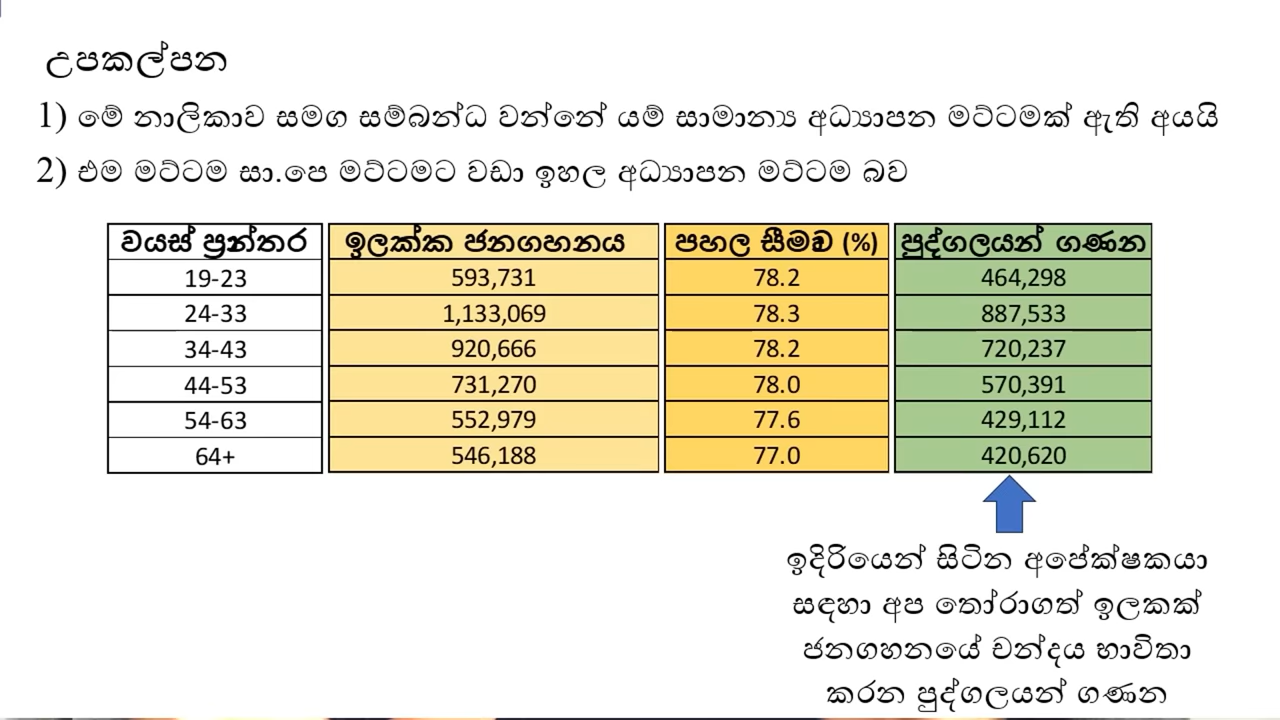 උපකල්පන
1) මේ නාලිකාව සමග සම්බන්ධ වන්නේ යම් සාමාන්‍ය අධ්‍යාපන මට්ටමක් ඇති අයයි
2) එම මට්ටම සා.පෙ මට්ටමට වඩා ඉහල අධ්‍යාපන මට්ටම බව
වයස් ප්‍රාන්තර ඉලක්ක ජනගහනය පහල සීමාව (%) පුද්ගලයන් ගණන
19-23 593,731 78.2 464,298
24-33 1,133,069 78.3 887,533
34-43 920,666 78.2 720,237
44-53 731,270 78.0 570,391
54-63 552,979 77.6 429,112
64+ 546,188 77.0 420,620
ඉදිරියෙන් සිටින අපේක්ෂකයා
සඳහා අප තෝරාගත් ඉලකක්
ජනගහනයේ චන්දය භාවිතා
කරන පුද්ගලයන් ගණන